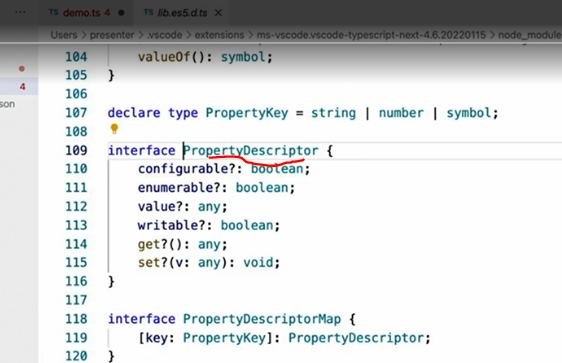 ··· TS demo.ts 4 ● TS lib.es5.d.ts ×
Users › presenter › .vscode › extensions › ms-vscode.vscode-typescript-next-4.6.20220115 › node_module
104 valueOf(): symbol;
4 105 }
son 106
107 declare type PropertyKey = string | number | symbol;
108
109 interface PropertyDescriptor {
110 configurable?: boolean;
111 enumerable?: boolean;
112 value?: any;
113 writable?: boolean;
114 get?(): any;
115 set?(v: any): void;
116 }
117
118 interface PropertyDescriptorMap {
119 [key: PropertyKey]: PropertyDescriptor;
120 }